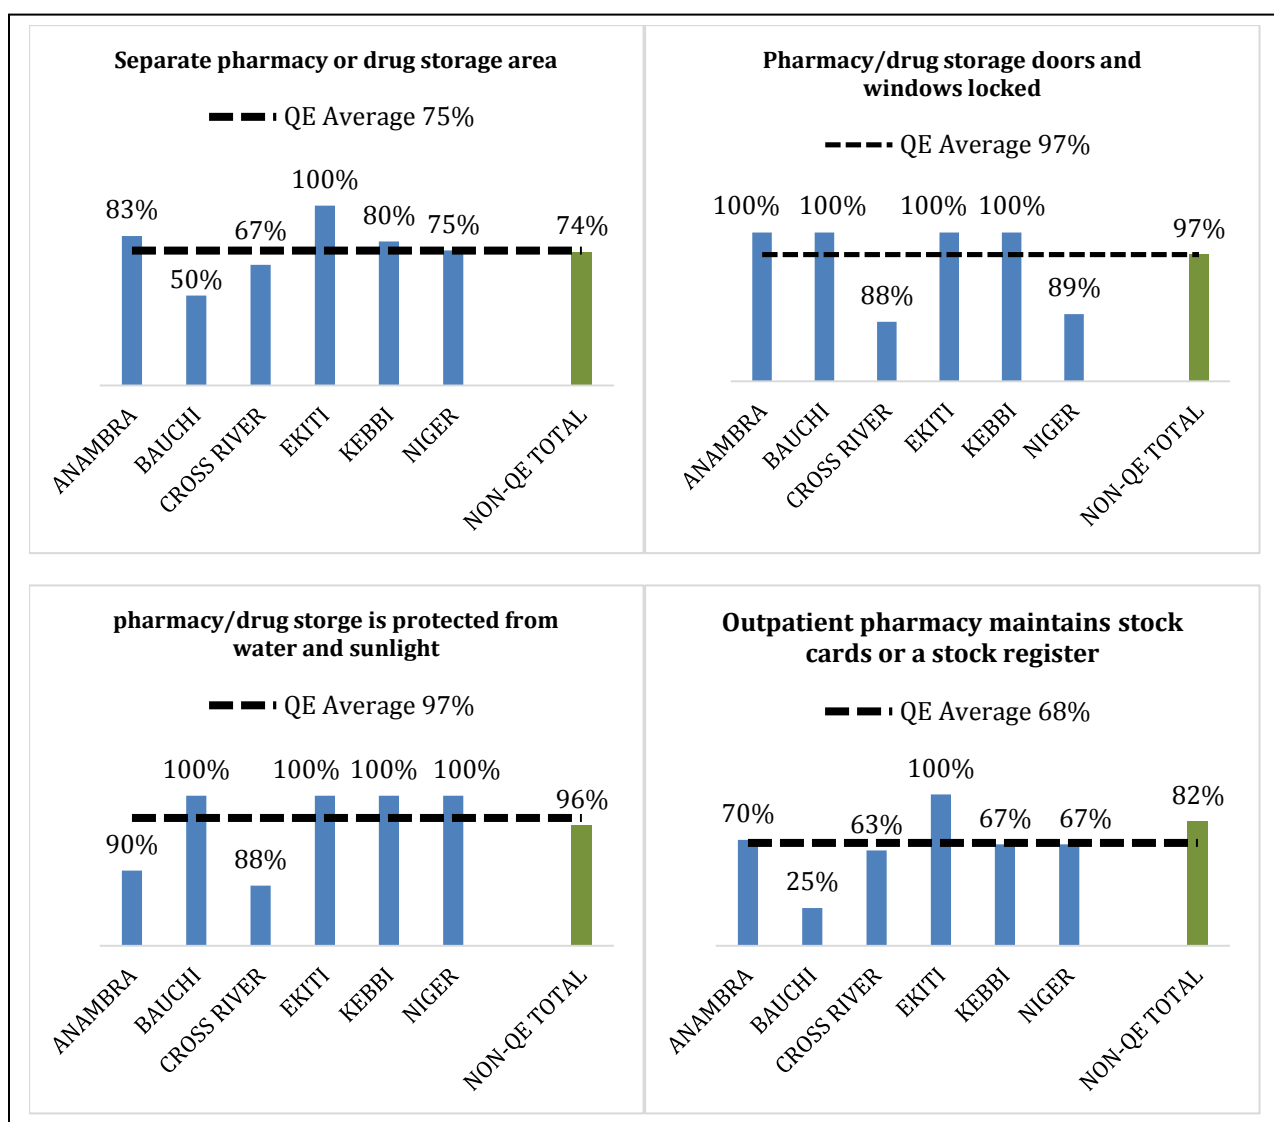 Separate pharmacy or drug storage area
QE Average 75%
83%
50%
67%
100%
80%
75%
74%
ANAMBRA
BAUCHI
CROSS RIVER
EKITI
KEBBI
NIGER
NON-QE TOTAL
Pharmacy/drug storage doors and
windows locked
QE Average 97%
100%
100%
88%
100%
100%
89%
97%
ANAMBRA
BAUCHI
CROSS RIVER
EKITI
KEBBI
NIGER
NON-QE TOTAL
pharmacy/drug storge is protected from
water and sunlight
QE Average 97%
90%
100%
88%
100%
100%
100%
96%
ANAMBRA
BAUCHI
CROSS RIVER
EKITI
KEBBI
NIGER
NON-QE TOTAL
Outpatient pharmacy maintains stock
cards or a stock register
QE Average 68%
70%
25%
63%
100%
67%
67%
82%
ANAMBRA
BAUCHI
CROSS RIVER
EKITI
KEBBI
NIGER
NON-QE TOTAL